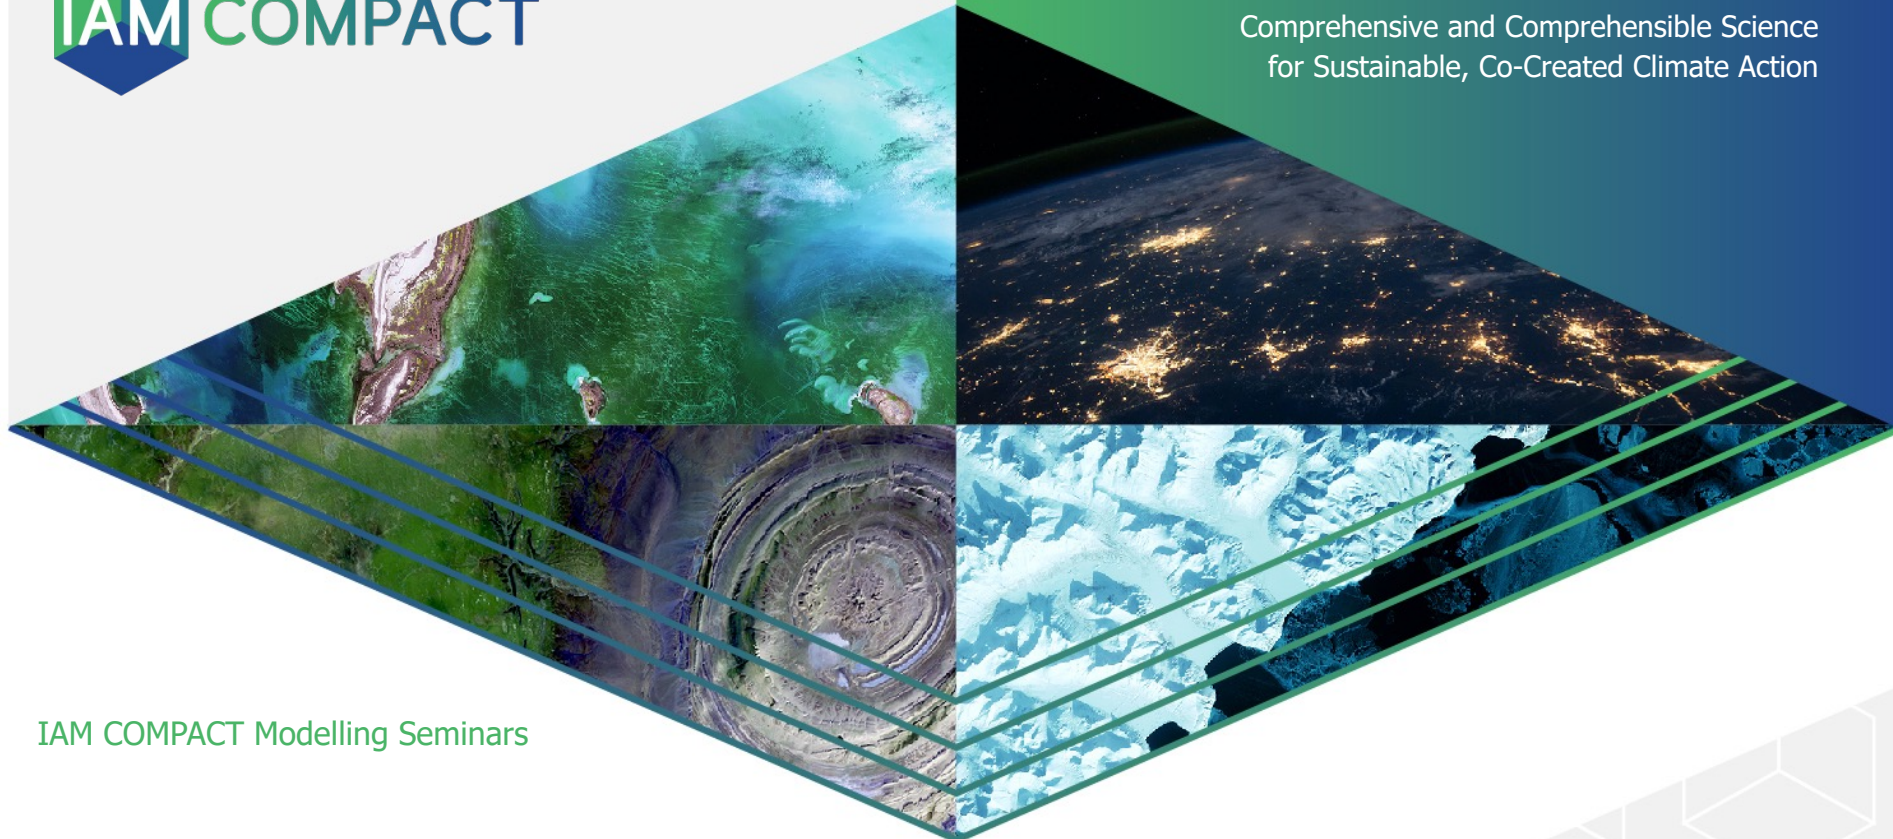 IAM COMPACT
Comprehensive and Comprehensible Science
for Sustainable, Co-Created Climate Action
IAM COMPACT Modelling Seminars